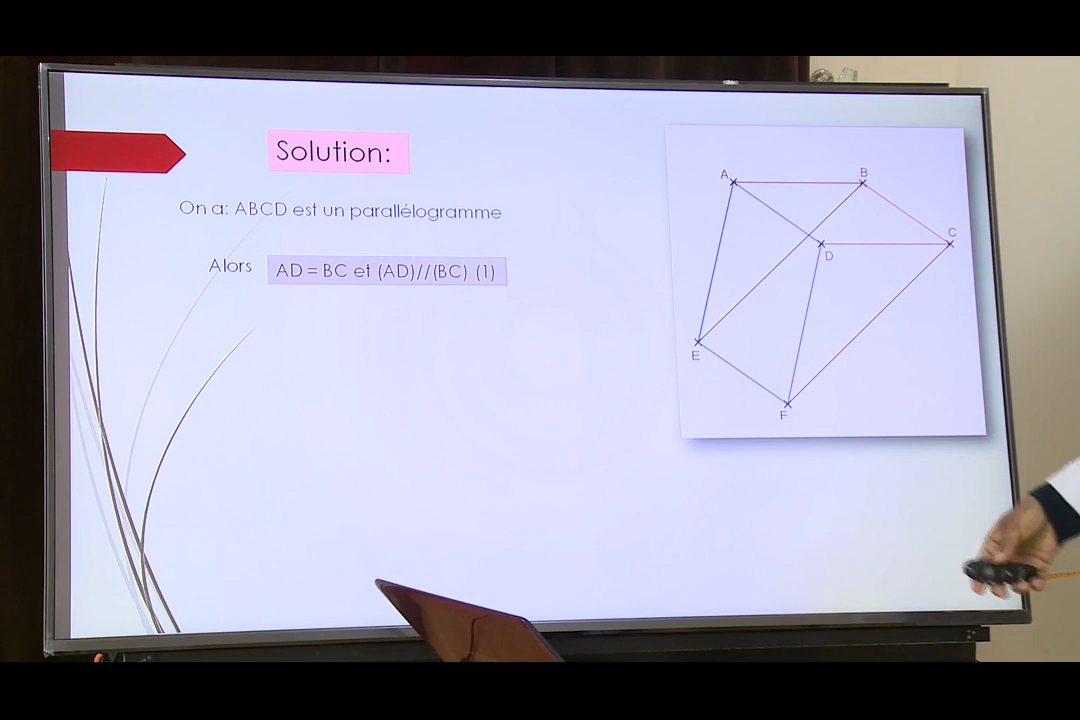 Solution:
On a: ABCD est un parallélogramme
Alors AD = BC et (AD)//(BC) (1)
A
B
C
D
E
F